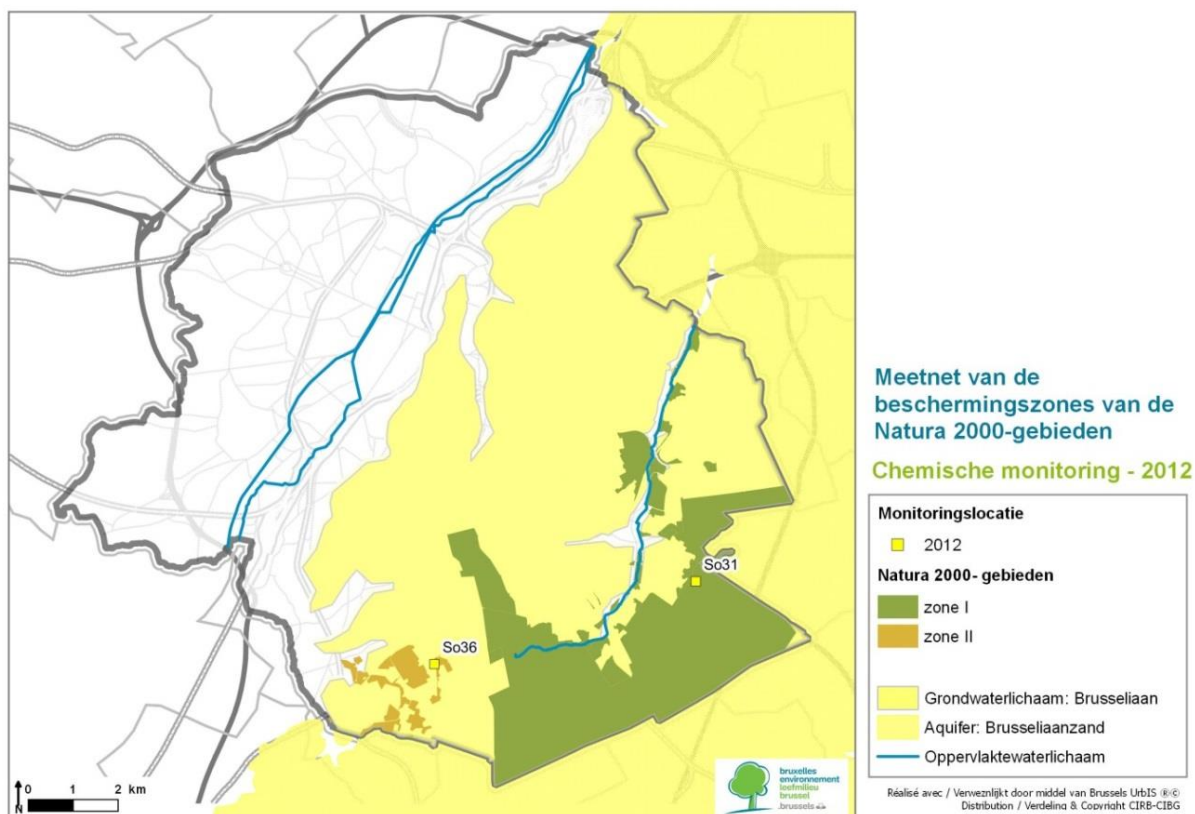 Meetnet van de
beschermingszones van de
Natura 2000-gebieden
Chemische monitoring - 2012
Monitoringslocatie
2012
Natura 2000- gebieden
zone I
zone II
Grondwaterlichaam: Brusseliaan
Aquifer: Brusseliaanzand
Oppervlaktewaterlichaam
So31
So36
N
0 1 2 km
bruxelles
environnement
leefmilieu
brussel
.brussels
Réalisé avec / Verwezenlijkt door middel van Brussels UrbIS ®©
Distribution / Verdeling & Copyright CIRB-CIBG